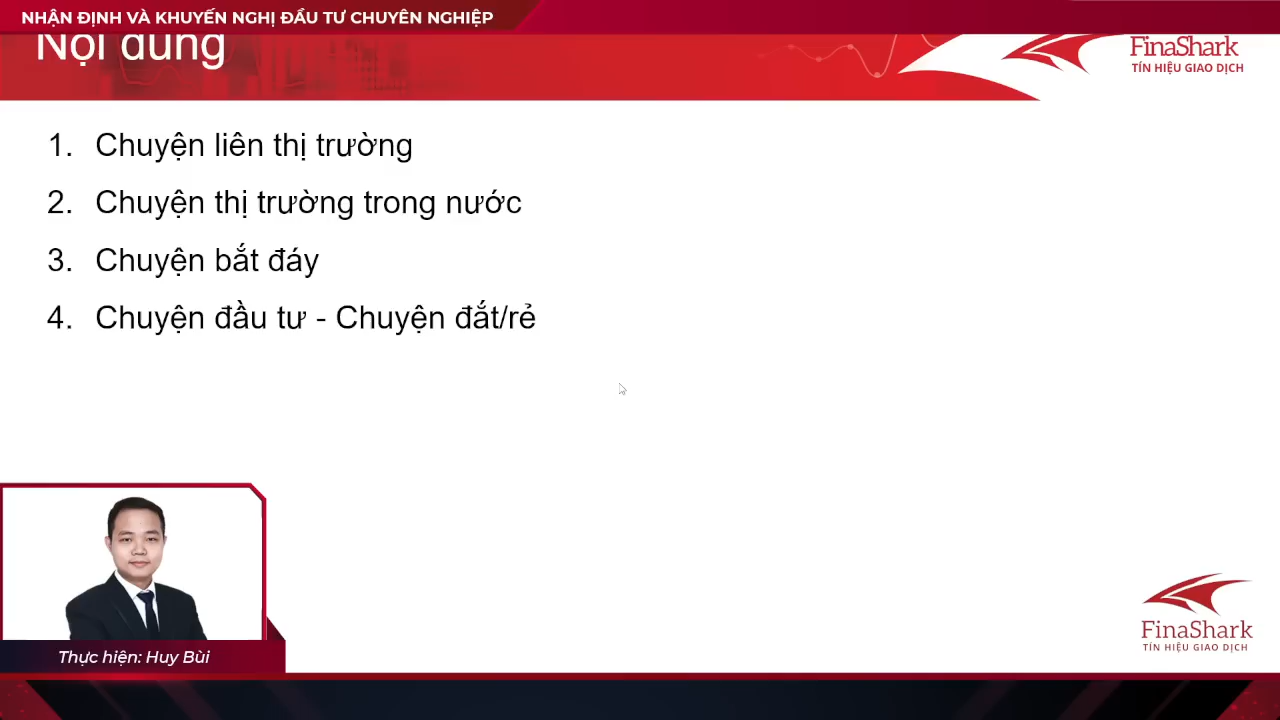 NHẬN ĐỊNH VÀ KHUYẾN NGHỊ ĐẦU TƯ CHUYÊN NGHIỆP
Nội dung
FinaShark
TÍN HIỆU GIAO DỊCH
1. Chuyện liên thị trường
2. Chuyện thị trường trong nước
3. Chuyện bắt đáy
4. Chuyện đầu tư - Chuyện đắt/rẻ
Thực hiện: Huy Bùi
FinaShark
TÍN HIỆU GIAO DỊCH